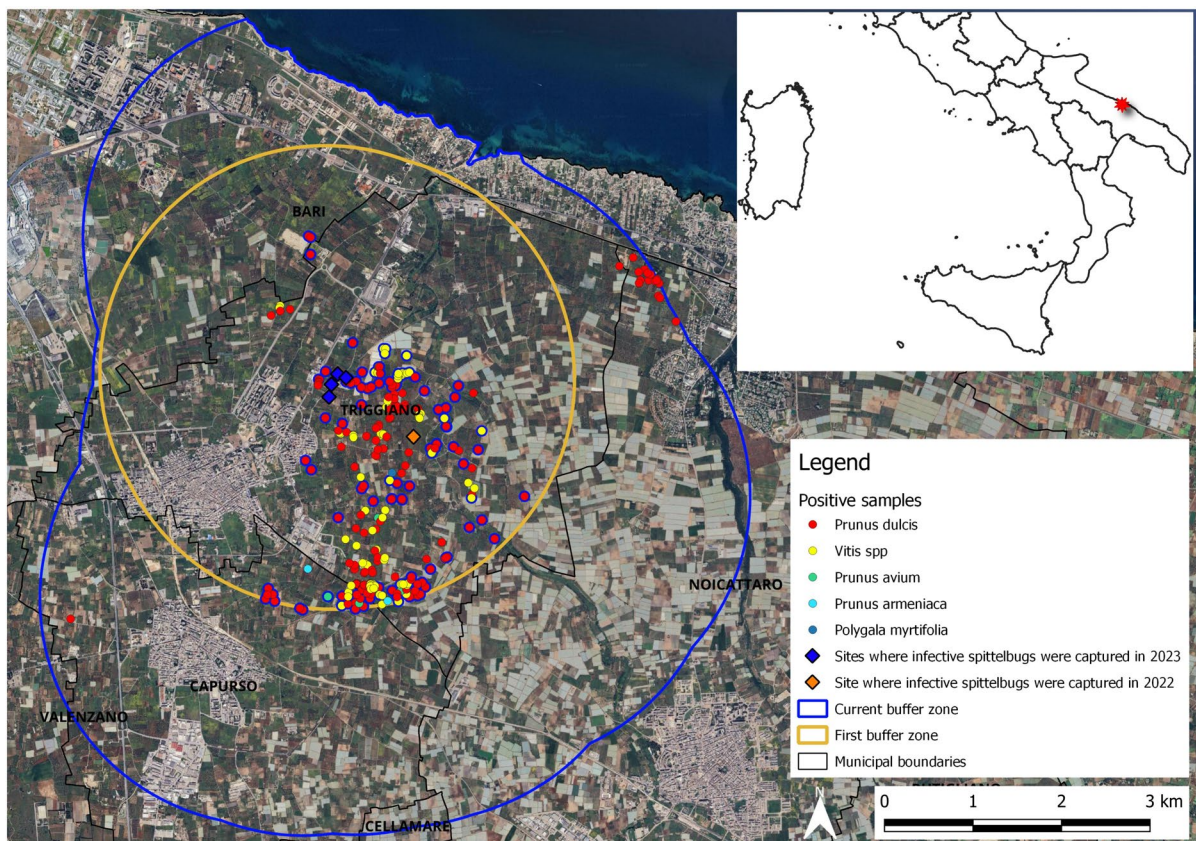 BARI
TRIGGIANO
NOICATTARO
CAPURSO
VALENZANO
CELLAMARE
Legend
Positive samples
Prunus dulcis
Vitis spp
Prunus avium
Prunus armeniaca
Polygala myrtifolia
Sites where infective spittelbugs were captured in 2023
Site where infective spittelbugs were captured in 2022
Current buffer zone
First buffer zone
Municipal boundaries
N
0 1 2 3 km